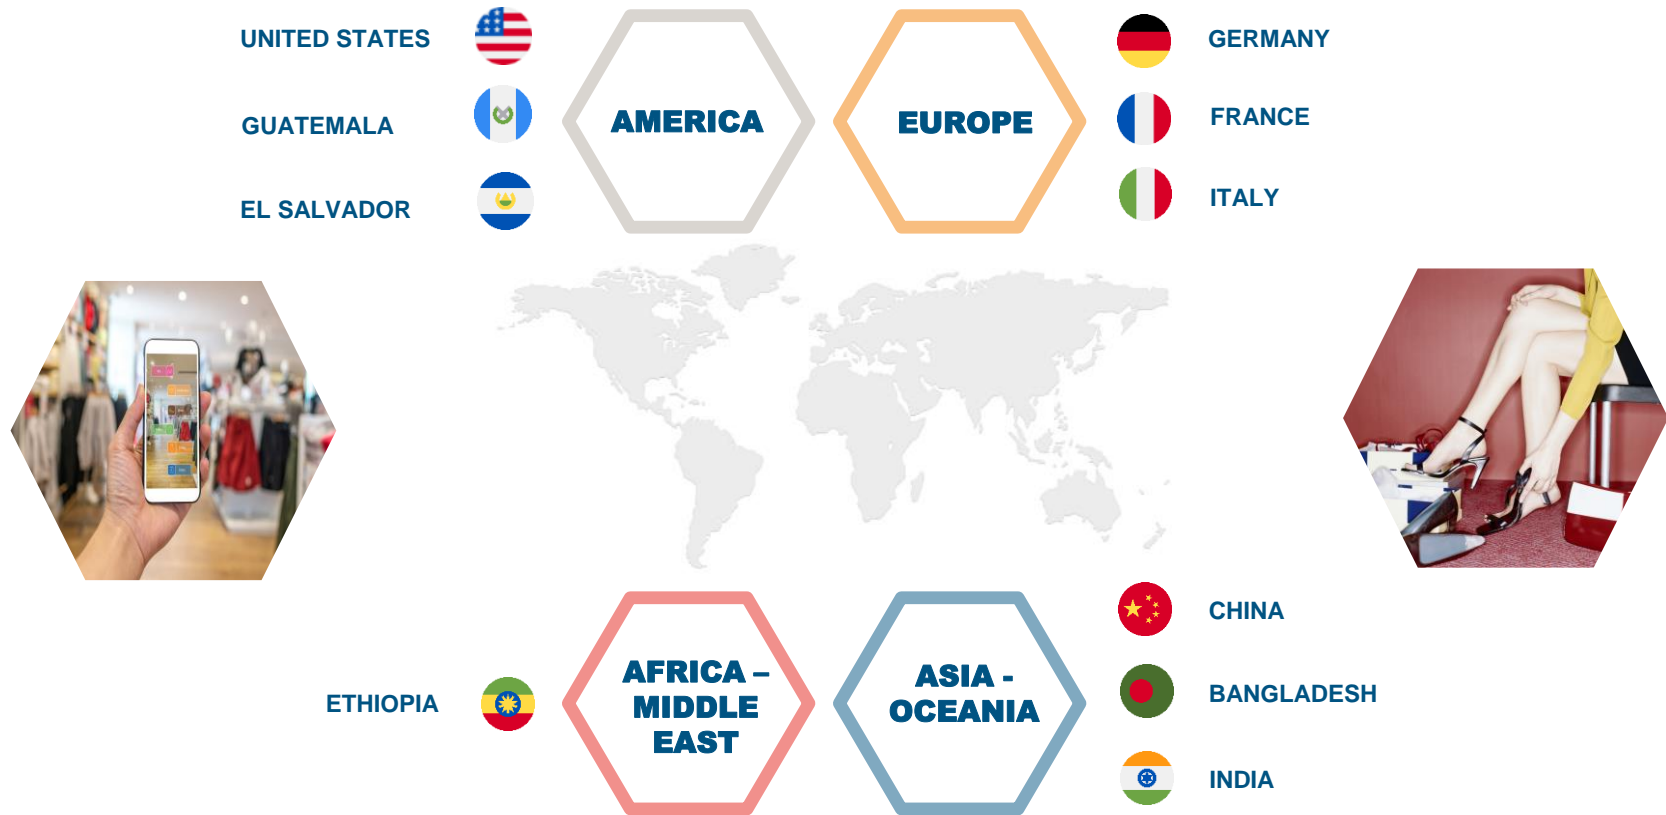 UNITED STATES
GUATEMALA
EL SALVADOR
AMERICA
EUROPE
GERMANY
FRANCE
ITALY
ETHIOPIA
AFRICA –
MIDDLE
EAST
ASIA -
OCEANIA
CHINA
BANGLADESH
INDIA